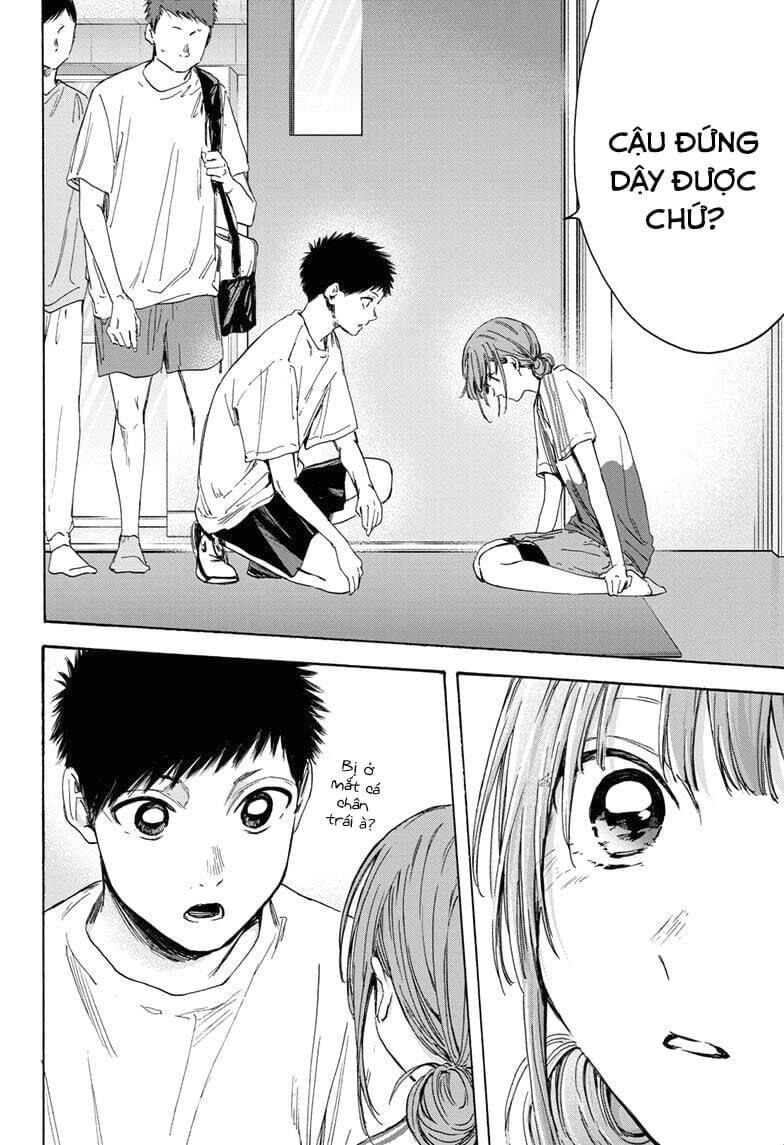 CẬU ĐỨNG
DẬY ĐƯỢC
CHỨ?
Bị ở
mắt cá
chân
trái à?